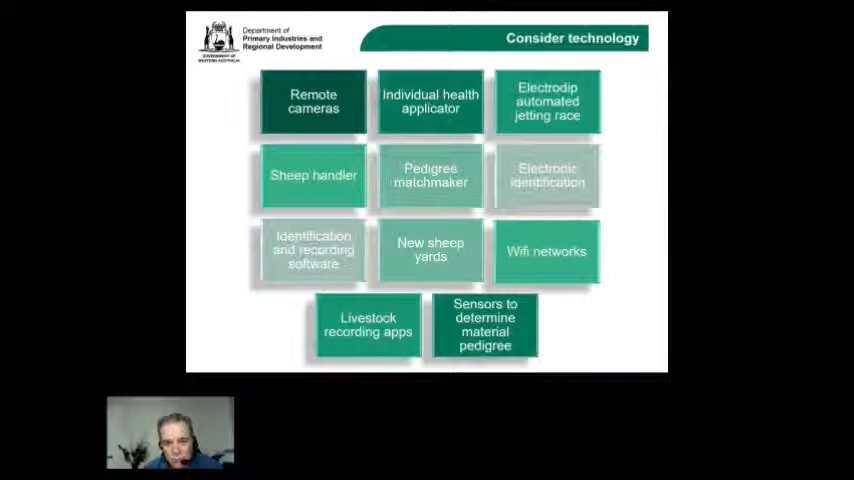 Department of
Primary Industries and
Regional Development
GOVERNMENT OF
WESTERN AUSTRALIA
Consider technology
Remote
cameras
Individual health
applicator
Electrodip
automated
jetting race
Sheep handler
Pedigree
matchmaker
Electronic
identification
Identification
and recording
software
New sheep
yards
Wifi networks
Livestock
recording apps
Sensors to
determine
material
pedigree